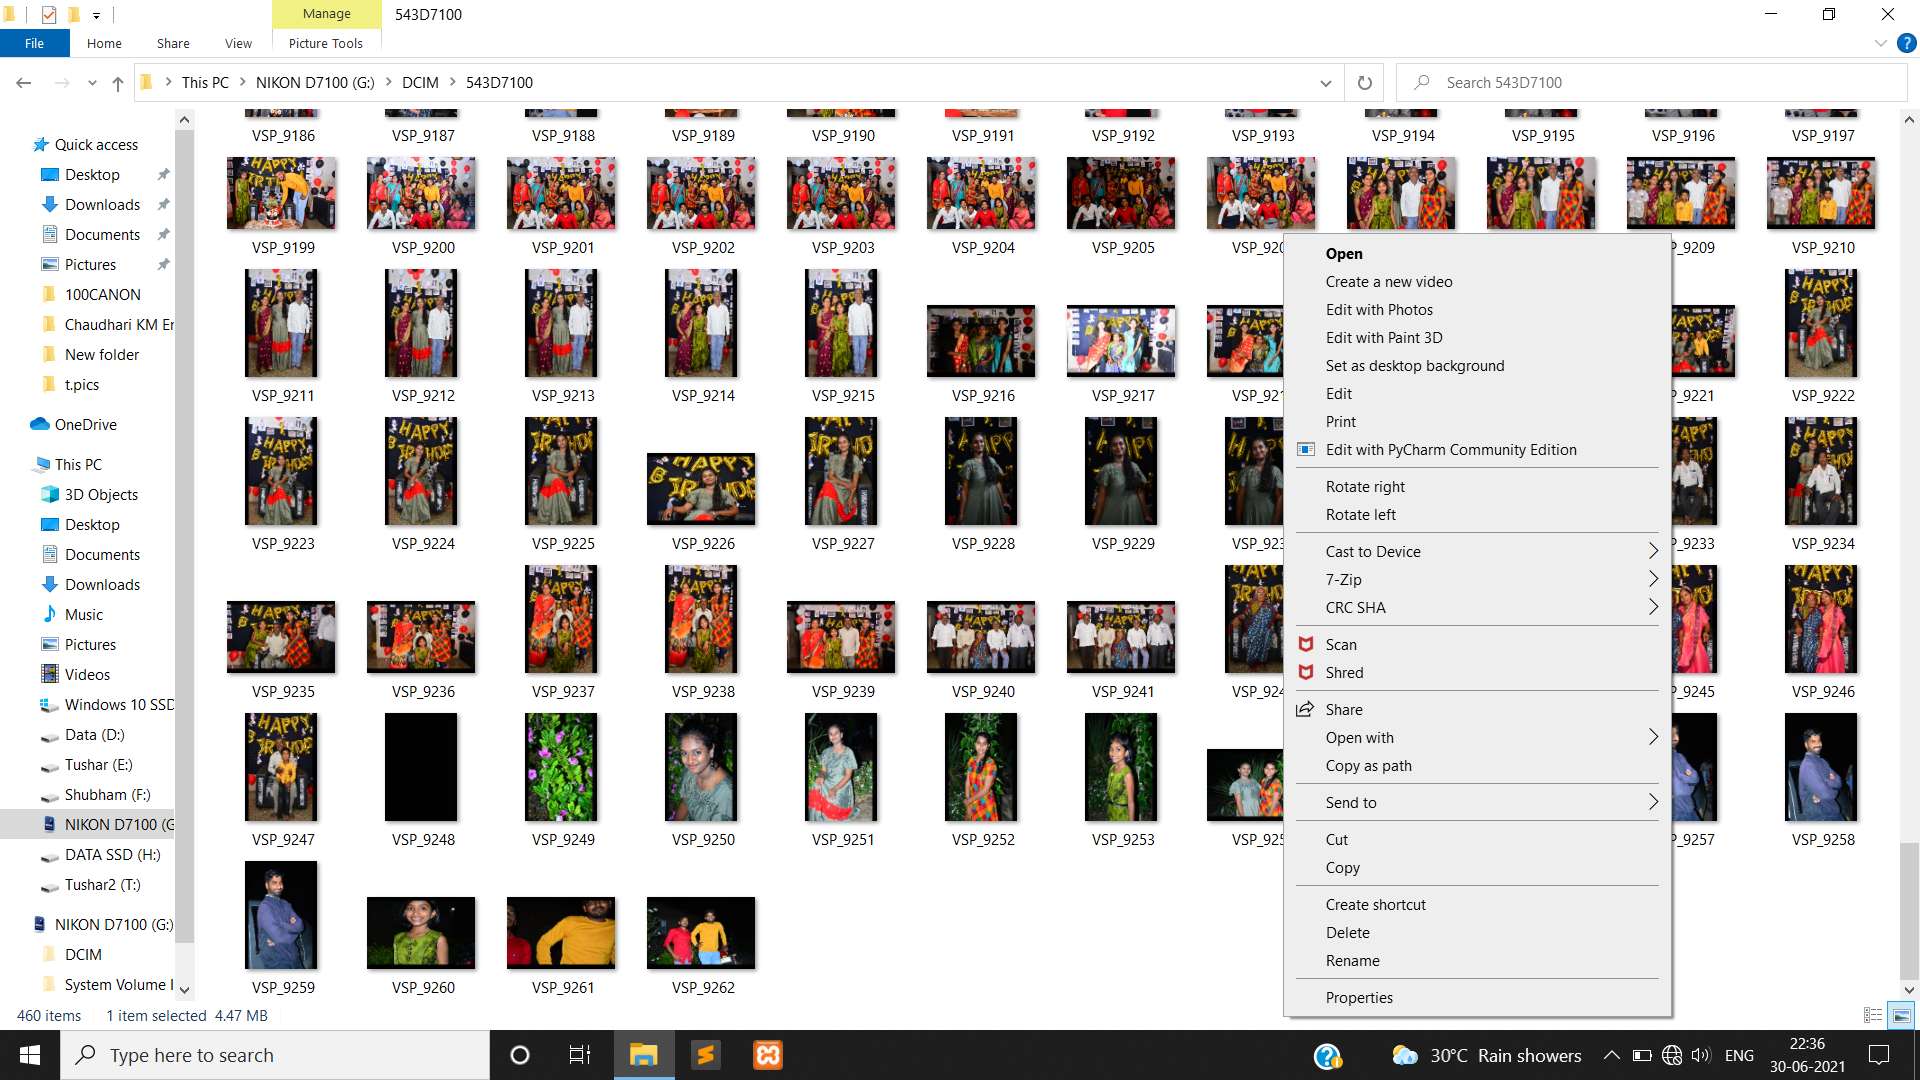 Manage
543D7100
File
Home
Share
View
Picture Tools
This PC
NIKON D7100 (G:)
DCIM
543D7100
Search 543D7100
Quick access
Desktop
Downloads
Documents
Pictures
100CANON
Chaudhari KM Er
New folder
t.pics
OneDrive
This PC
3D Objects
Desktop
Documents
Downloads
Music
Pictures
Videos
Windows 10 SSD
Data (D:)
Tushar (E:)
Shubham (F:)
NIKON D7100 (G
DATA SSD (H:)
Tushar2 (T:)
NIKON D7100 (G:)
DCIM
System Volume I
VSP_9186 VSP_9187 VSP_9188 VSP_9189 VSP_9190 VSP_9191 VSP_9192 VSP_9193 VSP_9194 VSP_9195 VSP_9196 VSP_9197
VSP_9199 VSP_9200 VSP_9201 VSP_9202 VSP_9203 VSP_9204 VSP_9205 VSP_920 P_9209 VSP_9210
VSP_9211 VSP_9212 VSP_9213 VSP_9214 VSP_9215 VSP_9216 VSP_9217 VSP_921 P_9221 VSP_9222
VSP_9223 VSP_9224 VSP_9225 VSP_9226 VSP_9227 VSP_9228 VSP_9229 VSP_923 P_9233 VSP_9234
VSP_9235 VSP_9236 VSP_9237 VSP_9238 VSP_9239 VSP_9240 VSP_9241 VSP_924 P_9245 VSP_9246
VSP_9247 VSP_9248 VSP_9249 VSP_9250 VSP_9251 VSP_9252 VSP_9253 VSP_925 P_9257 VSP_9258
VSP_9259 VSP_9260 VSP_9261 VSP_9262
Open
Create a new video
Edit with Photos
Edit with Paint 3D
Set as desktop background
Edit
Print
Edit with PyCharm Community Edition
Rotate right
Rotate left
Cast to Device
7-Zip
CRC SHA
Scan
Shred
Share
Open with
Copy as path
Send to
Cut
Copy
Create shortcut
Delete
Rename
Properties
460 items
1 item selected 4.47 MB
Type here to search
30°C Rain showers
ENG
22:36
30-06-2021